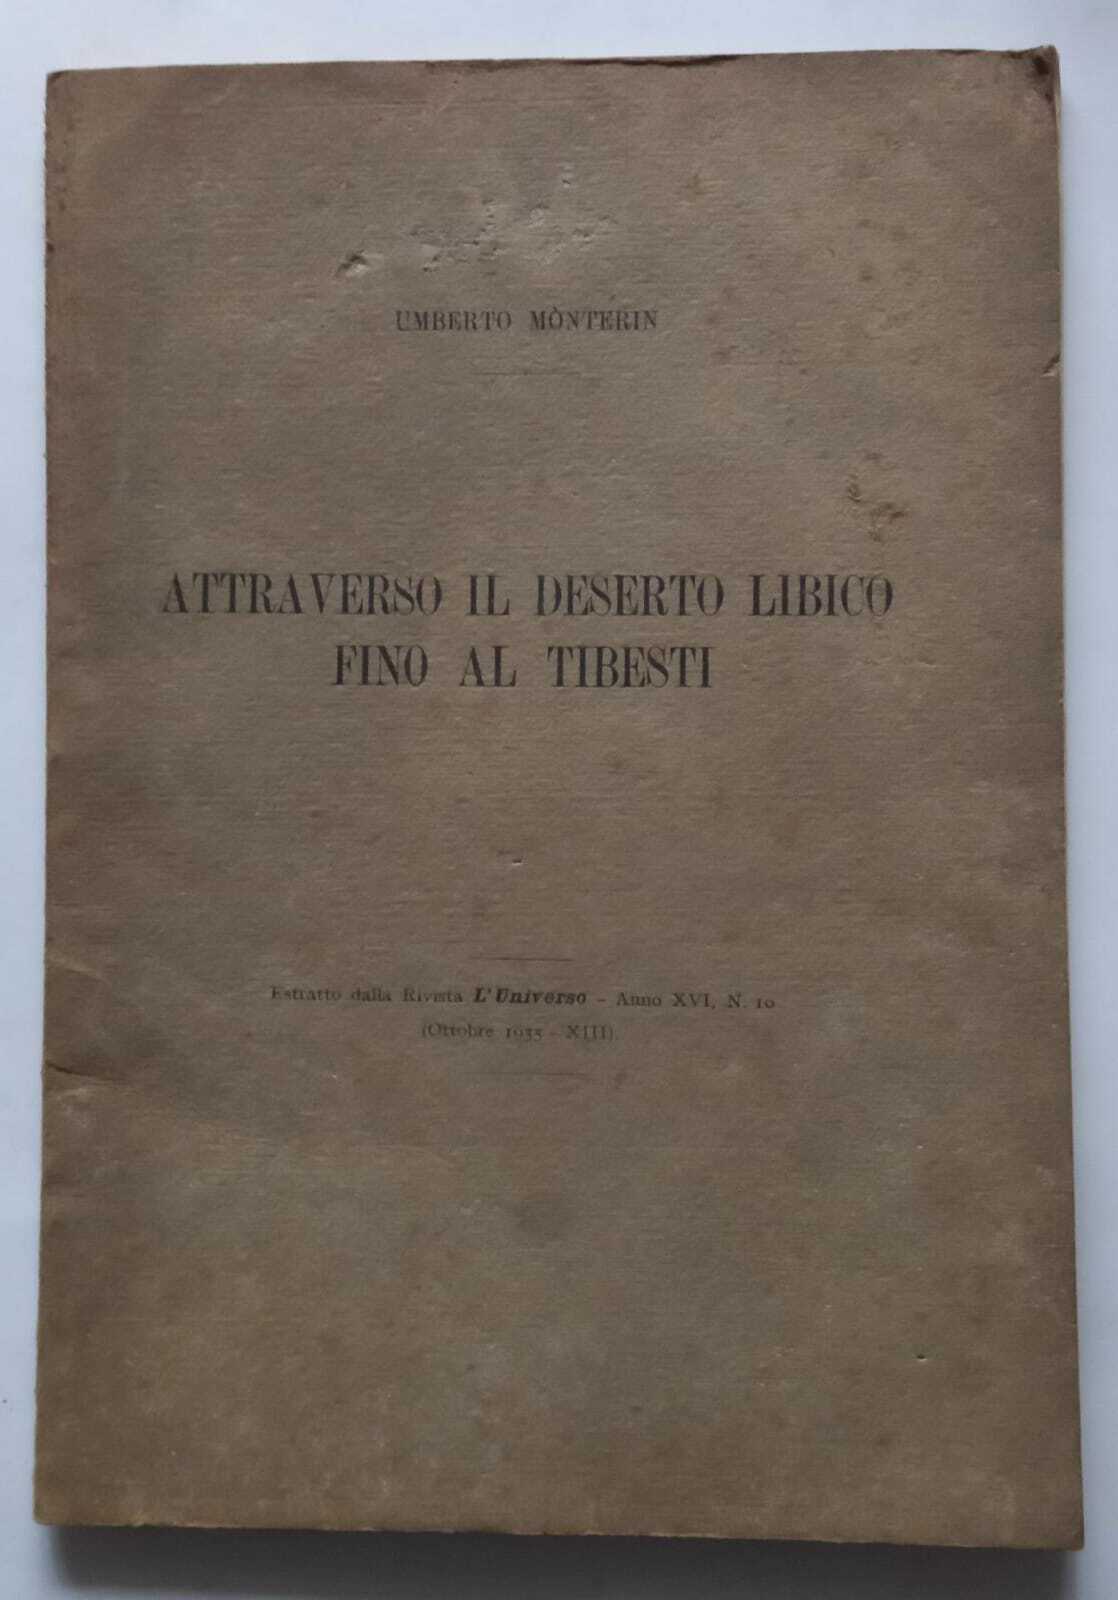 UMBERTO MÒNTERIN
ATTRAVERSO IL DESERTO LIBICO
FINO AL TIBESTI
Estratto dalla Rivista L'Universo - Anno XVI, N. 10
(Ottobre 1935 - XIII).